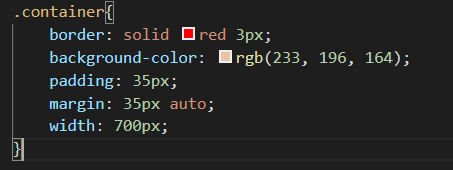 .container{
    border: solid red 3px;
    background-color: rgb(233, 196, 164);
    padding: 35px;
    margin: 35px auto;
    width: 700px;
}